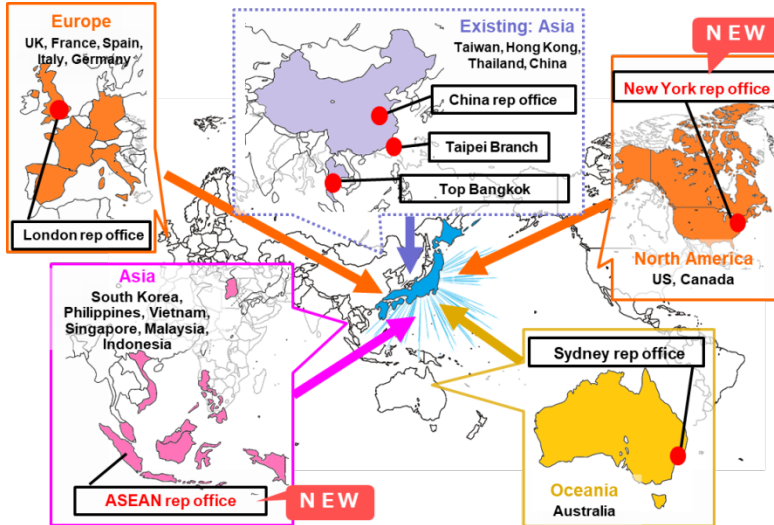 Europe
UK, France, Spain,
Italy, Germany
London rep office
Existing: Asia
Taiwan, Hong Kong,
Thailand, China
China rep office
Taipei Branch
Top Bangkok
NEW
New York rep office
North America
US, Canada
Asia
South Korea,
Philippines, Vietnam,
Singapore, Malaysia,
Indonesia
ASEAN rep office
NEW
Sydney rep office
Oceania
Australia